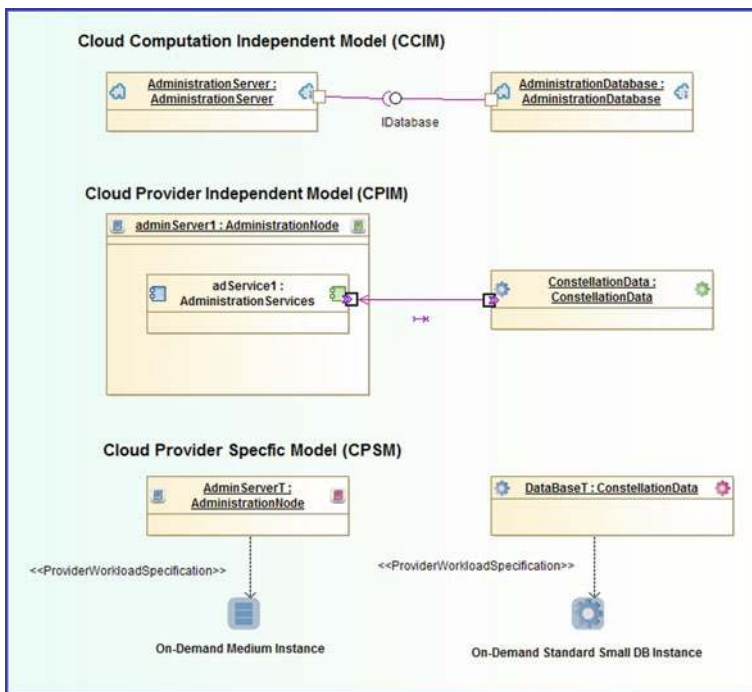 Cloud Computation Independent Model (CCIM)
AdministrationServer :
AdministrationServer
AdministrationDatabase :
AdministrationDatabase
IDatabase
Cloud Provider Independent Model (CPIM)
adminServer1 : AdministrationNode
adService1 :
AdministrationServices
ConstellationData :
ConstellationData
Cloud Provider Specfic Model (CPSM)
AdminServerT :
AdministrationNode
DataBaseT : ConstellationData
<<ProviderWorkloadSpecification>>
<<ProviderWorkloadSpecification>>
On-Demand Medium Instance
On-Demand Standard Small DB Instance